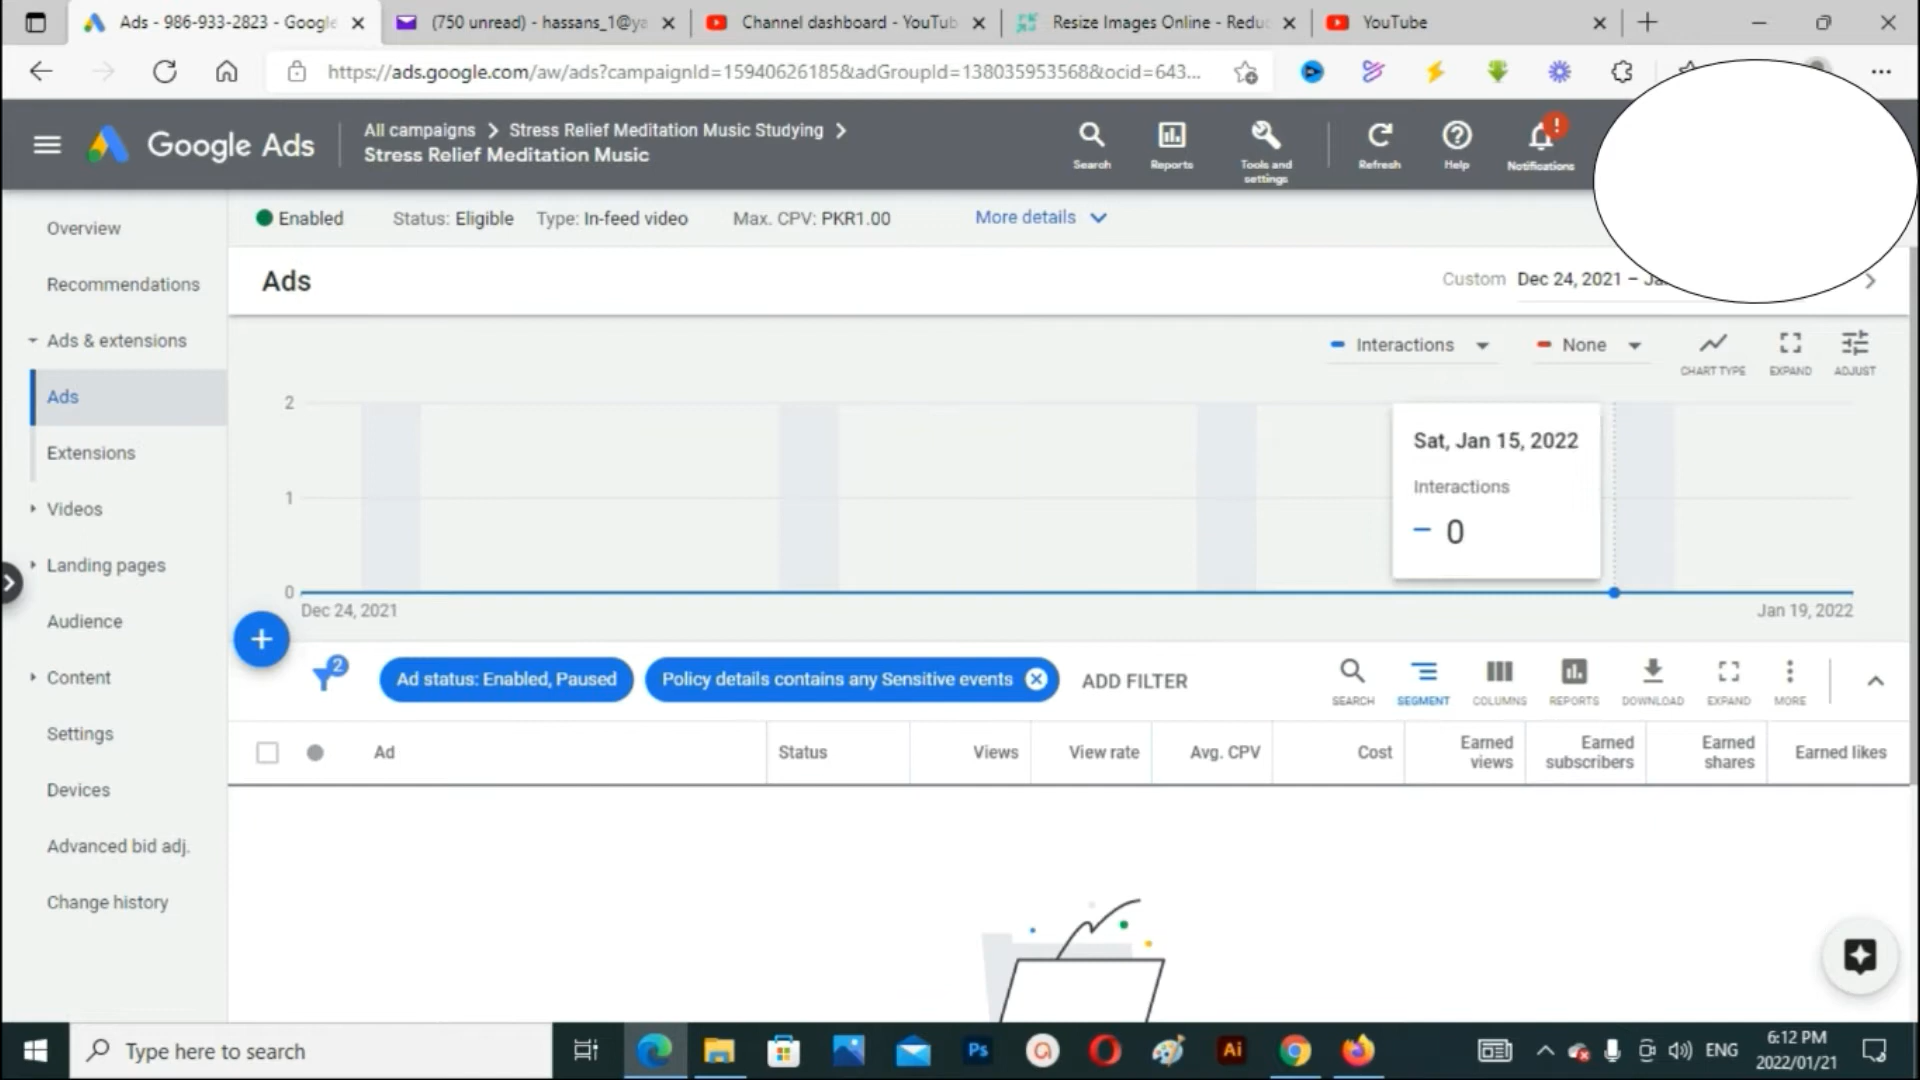 Ads - 986-933-2823 - Google
(750 unread) - hassans_1@ya
Channel dashboard - YouTub
Resize Images Online - Redu
YouTube
https://ads.google.com/aw/ads?campaignId=15940626185&adGroupId=138035953568&ocid=643...
Google Ads
All campaigns > Stress Relief Meditation Music Studying >
Stress Relief Meditation Music
Search
Reports
Tools and
settings
Refresh
Help
!
Notifications
Enabled Status: Eligible Type: In-feed video Max. CPV: PKR1.00 More details
Overview
Recommendations
Ads & extensions
Ads
Extensions
Videos
Landing pages
Audience
Content
Settings
Devices
Advanced bid adj.
Change history
Ads
Custom Dec 24, 2021 – Ja
Interactions
None
CHART TYPE
EXPAND
ADJUST
2
1
0
Sat, Jan 15, 2022
Interactions
0
Dec 24, 2021
Jan 19, 2022
2
Ad status: Enabled, Paused
Policy details contains any Sensitive events
ADD FILTER
SEARCH
SEGMENT
COLUMNS
REPORTS
DOWNLOAD
EXPAND
MORE
Ad
Status
Views
View rate
Avg. CPV
Cost
Earned
views
Earned
subscribers
Earned
shares
Earned likes
Type here to search
Ps
Ai
ENG
6:12 PM
2022/01/21